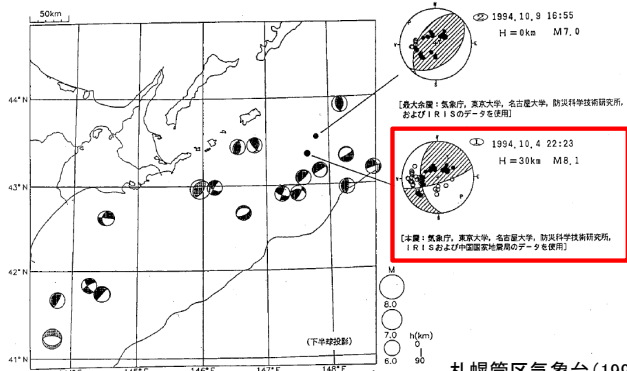 50km
② 1994.10.9 16:55
H=0km M7.0
[最大余震:気象庁,東京大学,名古屋大学,防災科学技術研究所,
およびIRISのデータを使用]
① 1994.10.4 22:23
H=30km M8.1
[本震:気象庁,東京大学,名古屋大学,防災科学技術研究所,
IRISおよび中国国家地震局のデータを使用]
44°N
43°N
42°N
41°N
145°E
146°E
147°E
148°E
(下半球投影)
M
8.0
7.0
6.0
h(km)
0
90
札幌管区気象台(199